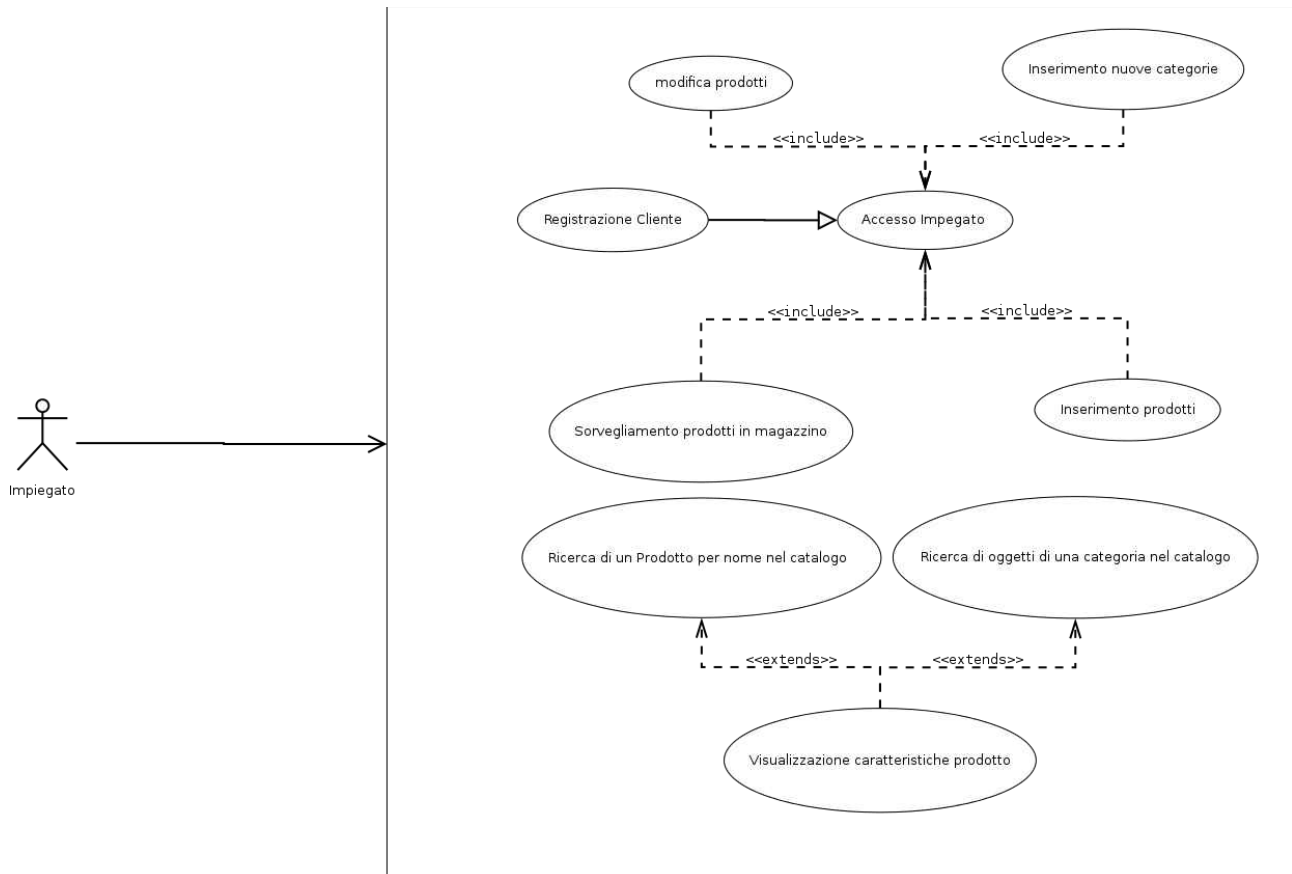 Inserimento nuove categorie
modifica prodotti
<<include>>
<<include>>
Registrazione Cliente
Accesso Impegato
<<include>>
<<include>>
Inserimento prodotti
Sorvegliamento prodotti in magazzino
Impiegato
Ricerca di un Prodotto per nome nel catalogo
Ricerca di oggetti di una categoria nel catalogo
<<extends>>
<<extends>>
Visualizzazione caratteristiche prodotto